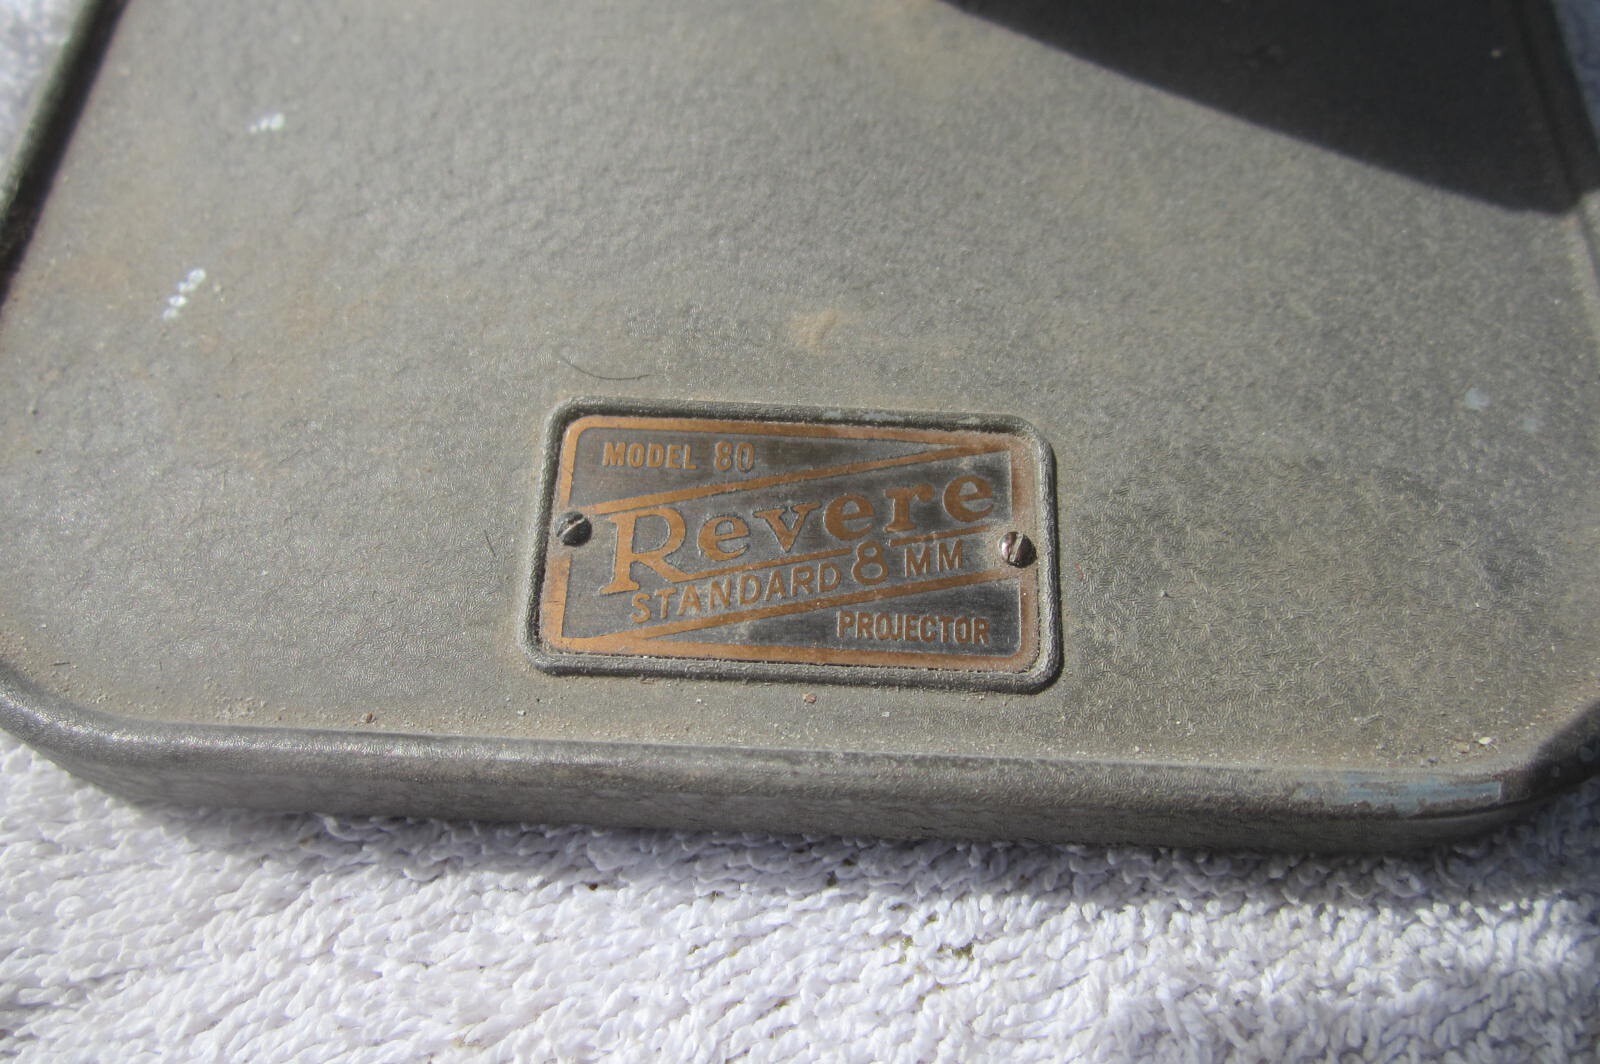 MODEL 80
Revere
STANDARD 8 MM
PROJECTOR